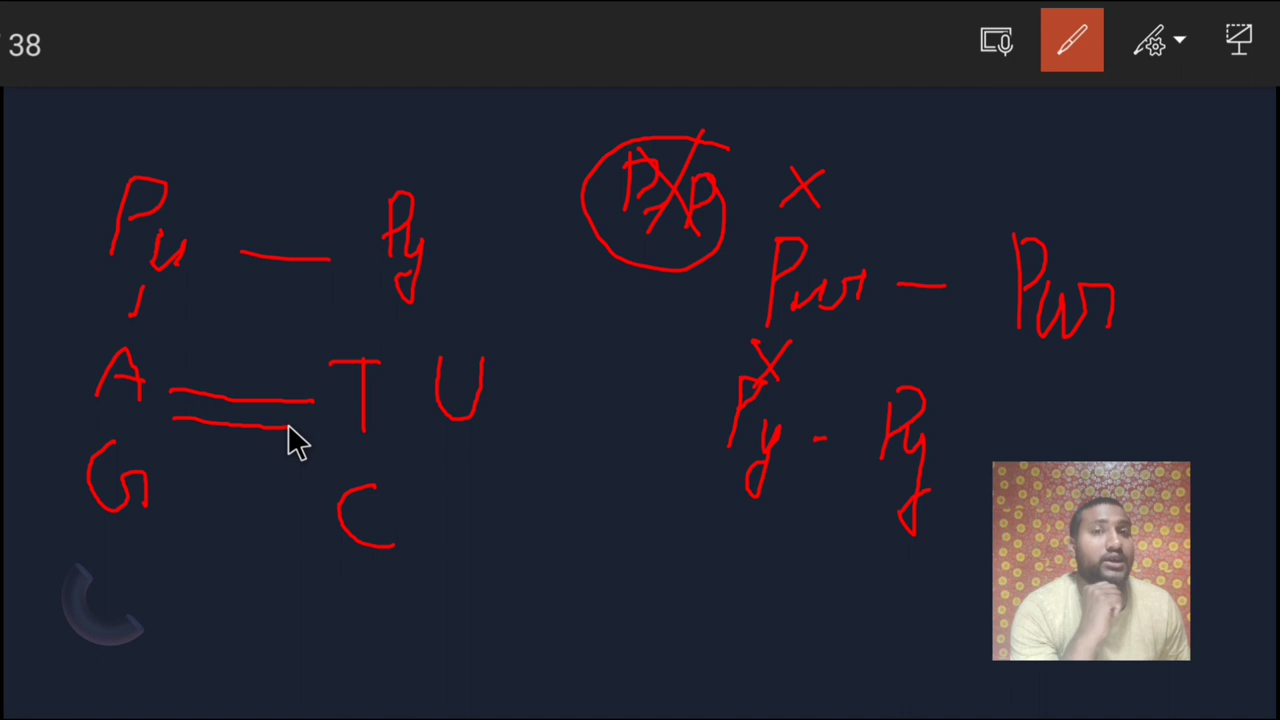 38
Pu — Py
A = T U
G C
P P
Pur — Pur
Py - Py